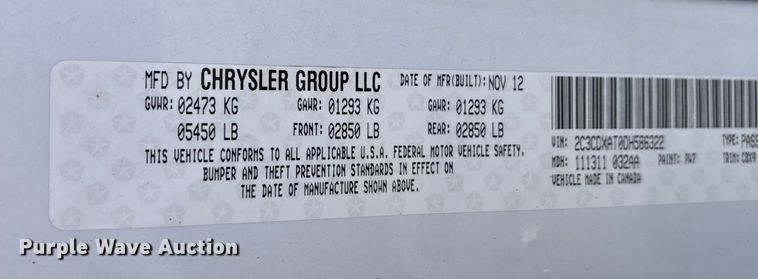 MFD BY CHRYSLER GROUP LLC DATE OF MFR(BUILT): NOV 12
GVWR: 02473 KG GAWR: 01293 KG GAWR: 01293 KG
05450 LB FRONT: 02850 LB REAR: 02850 LB
THIS VEHICLE CONFORMS TO ALL APPLICABLE U.S.A. FEDERAL MOTOR VEHICLE SAFETY,
BUMPER AND THEFT PREVENTION STANDARDS IN EFFECT ON
THE DATE OF MANUFACTURE SHOWN ABOVE.
VIN: 2C3CDXAT0DH586322 TYPE: PASS
MDH: 111311 032AA PAINT: PW7 TRIM: CBX9
VEHICLE MADE IN CANADA
Purple Wave Auction